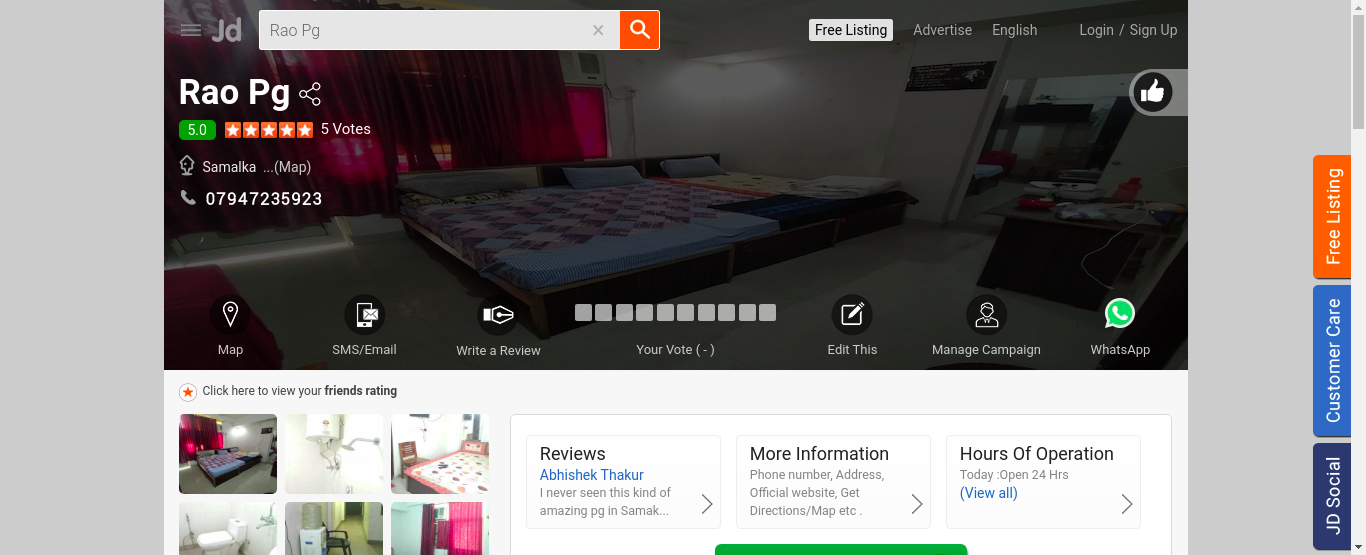 Jd
Rao Pg
Free Listing
Advertise
English
Login / Sign Up
Rao Pg
5.0
5 Votes
Samalka ...(Map)
07947235923
Map
SMS/Email
Write a Review
Your Vote ( - )
Edit This
Manage Campaign
WhatsApp
Click here to view your friends rating
Reviews
Abhishek Thakur
I never seen this kind of
amazing pg in Samak...
More Information
Phone number, Address,
Official website, Get
Directions/Map etc .
Hours Of Operation
Today :Open 24 Hrs
(View all)
Free Listing
Customer Care
JD Social